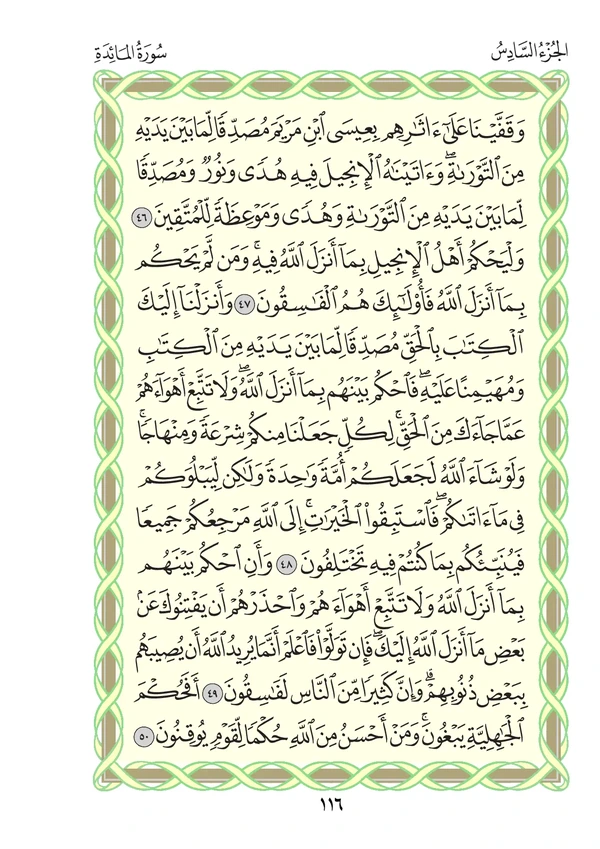 الجُزْءُ السَّادِسُ
سُورَةُ المَائِدَةِ
وَقَفَّيْنَا عَلَىٰٓ ءَاثَٰرِهِم بِعِيسَى ٱبْنِ مَرْيَمَ مُصَدِّقًا لِّمَا بَيْنَ يَدَيْهِ
مِنَ ٱلتَّوْرَىٰةِۖ وَءَاتَيْنَٰهُ ٱلْإِنجِيلَ فِيهِ هُدًى وَنُورٌ وَمُصَدِّقًا
لِّمَا بَيْنَ يَدَيْهِ مِنَ ٱلتَّوْرَىٰةِ وَهُدًى وَمَوْعِظَةً لِّلْمُتَّقِينَ ٤٦
وَلْيَحْكُمْ أَهْلُ ٱلْإِنجِيلِ بِمَآ أَنزَلَ ٱللَّهُ فِيهِۚ وَمَن لَّمْ يَحْكُم
بِمَآ أَنزَلَ ٱللَّهُ فَأُو۟لَٰٓئِكَ هُمُ ٱلْفَٰسِقُونَ ٤٧ وَأَنزَلْنَآ إِلَيْكَ
ٱلْكِتَٰبَ بِٱلْحَقِّ مُصَدِّقًا لِّمَا بَيْنَ يَدَيْهِ مِنَ ٱلْكِتَٰبِ
وَمُهَيْمِنًا عَلَيْهِۖ فَٱحْكُم بَيْنَهُم بِمَآ أَنزَلَ ٱللَّهُۖ وَلَا تَتَّبِعْ أَهْوَآءَهُمْ
عَمَّا جَآءَكَ مِنَ ٱلْحَقِّۚ لِكُلٍّ جَعَلْنَا مِنكُمْ شِرْعَةً وَمِنْهَاجًاۚ
وَلَوْ شَآءَ ٱللَّهُ لَجَعَلَكُمْ أُمَّةً وَٰحِدَةً وَلَٰكِن لِّيَبْلُوَكُمْ
فِى مَآ ءَاتَىٰكُمْۖ فَٱسْتَبِقُوا۟ ٱلْخَيْرَٰتِۚ إِلَى ٱللَّهِ مَرْجِعُكُمْ جَمِيعًا
فَيُنَبِّئُكُم بِمَا كُنتُمْ فِيهِ تَخْتَلِفُونَ ٤٨ وَأَنِ ٱحْكُم بَيْنَهُم
بِمَآ أَنزَلَ ٱللَّهُ وَلَا تَتَّبِعْ أَهْوَآءَهُمْ وَٱحْذَرْهُمْ أَن يَفْتِنُوكَ عَنۢ
بَعْضِ مَآ أَنزَلَ ٱللَّهُ إِلَيْكَۖ فَإِن تَوَلَّوْا۟ فَٱعْلَمْ أَنَّمَا يُرِيدُ ٱللَّهُ أَن يُصِيبَهُم
بِبَعْضِ ذُنُوبِهِمْۗ وَإِنَّ كَثِيرًا مِّنَ ٱلنَّاسِ لَفَٰسِقُونَ ٤٩ أَفَحُكْمَ
ٱلْجَٰهِلِيَّةِ يَبْغُونَۚ وَمَنْ أَحْسَنُ مِنَ ٱللَّهِ حُكْمًا لِّقَوْمٍ يُوقِنُونَ ٥٠
١١٦